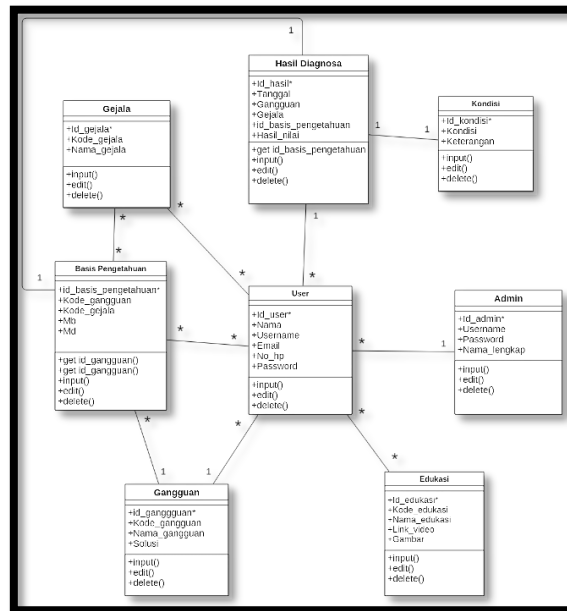 1
Hasil Diagnosa
+Id_hasil*
+Tanggal
+Gangguan
+Gejala
+id_basis_pengetahuan
+Hasil_nilai
+get id_basis_pengetahuan
+input()
+edit()
+delete()
1
1
1
Kondisi
+Id_kondisi*
+Kondisi
+Keterangan
+input()
+edit()
+delete()
Gejala
+Id_gejala*
+Kode_gejala
+Nama_gejala
+input()
+edit()
+delete()
*
*
*
*
1
Basis Pengetahuan
+id_basis_pengetahuan*
+Kode_gangguan
+Kode_gejala
+Mb
+Md
+get id_gangguan()
+get id_gangguan()
+input()
+edit()
+delete()
*
*
*
*
User
+Id_user*
+Nama
+Username
+Email
+No_hp
+Password
+input()
+edit()
+delete()
*
*
*
1
Admin
+Id_admin*
+Username
+Password
+Nama_lengkap
+input()
+edit()
+delete()
1
1
Gangguan
+id_ganggguan*
+Kode_gangguan
+Nama_gangguan
+Solusi
+input()
+edit()
+delete()
*
Edukasi
+Id_edukasi*
+Kode_edukasi
+Nama_edukasi
+Link_video
+Gambar
+input()
+edit()
+delete()